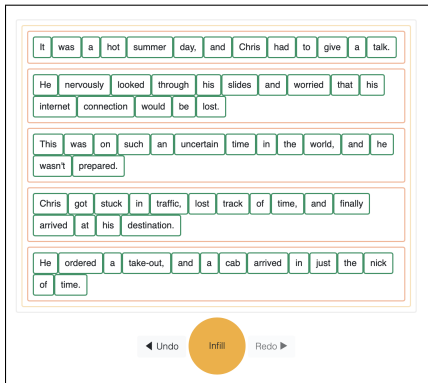 It was a hot summer day, and Chris had to give a talk.
He nervously looked through his slides and worried that his
internet connection would be lost.
This was on such an uncertain time in the world, and he
wasn't prepared.
Chris got stuck in traffic, lost track of time, and finally
arrived at his destination.
He ordered a take-out, and a cab arrived in just the nick
of time.
◀ Undo Infill Redo ▶